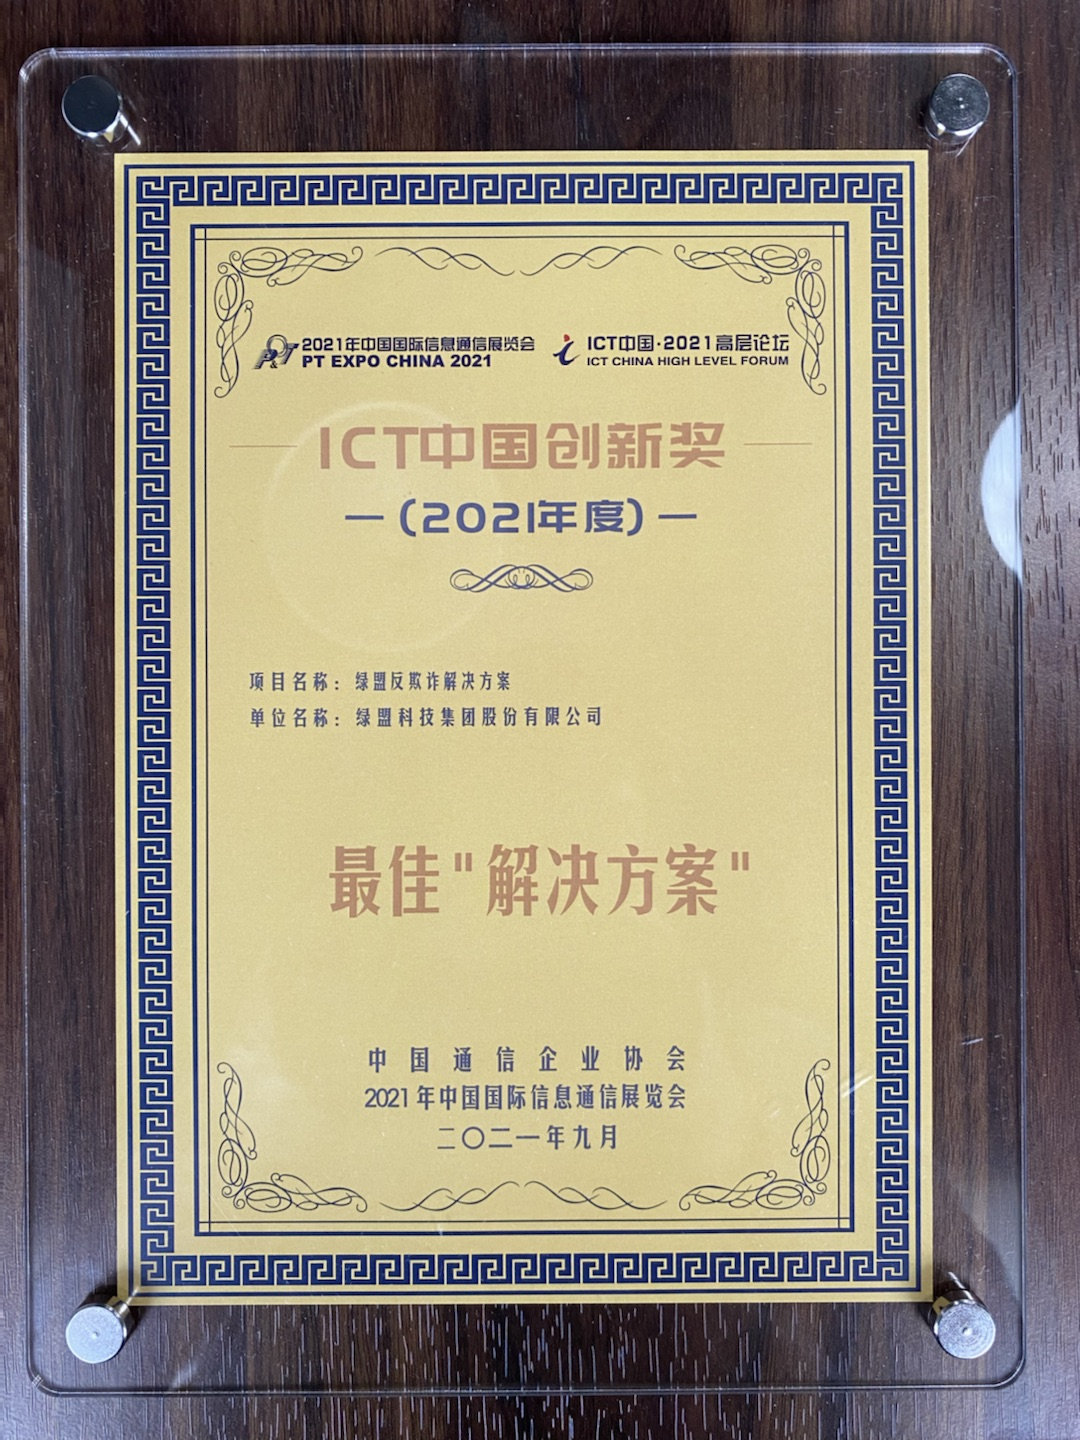 P&T 2021年中国国际信息通信展览会
PT EXPO CHINA 2021
ICT中国·2021高层论坛
ICT CHINA HIGH LEVEL FORUM
ICT中国创新奖
—（2021年度）—
项目名称：绿盟反欺诈解决方案
单位名称：绿盟科技集团股份有限公司
最佳"解决方案"
中国通信企业协会
2021年中国国际信息通信展览会
二〇二一年九月